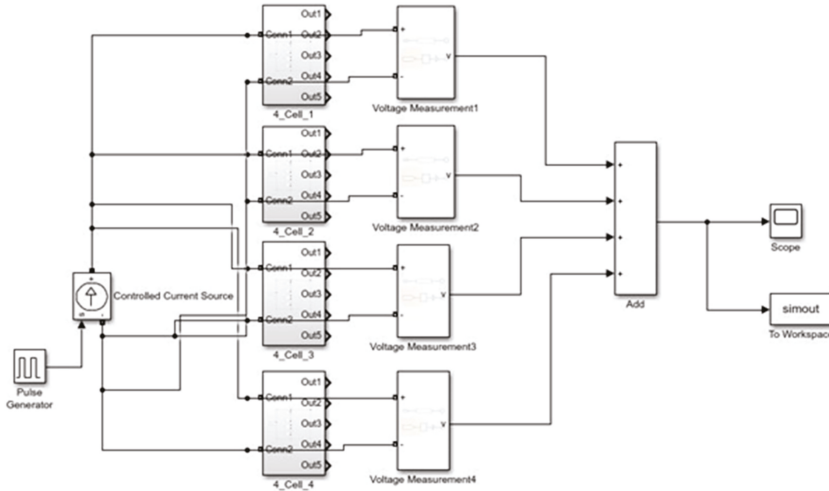 Out1
Conn1
Out2
Out3
Conn2
Out4
Out5
4_Cell_1
+
-
v
Voltage Measurement1
Out1
Conn1
Out2
Out3
Conn2
Out4
Out5
4_Cell_2
+
-
v
Voltage Measurement2
Out1
Conn1
Out2
Out3
Conn2
Out4
Out5
4_Cell_3
+
-
v
Voltage Measurement3
Out1
Conn1
Out2
Out3
Conn2
Out4
Out5
4_Cell_4
+
-
v
Voltage Measurement4
+
-
Controlled Current Source
Pulse
Generator
+
+
+
+
Add
Scope
simout
To Workspace